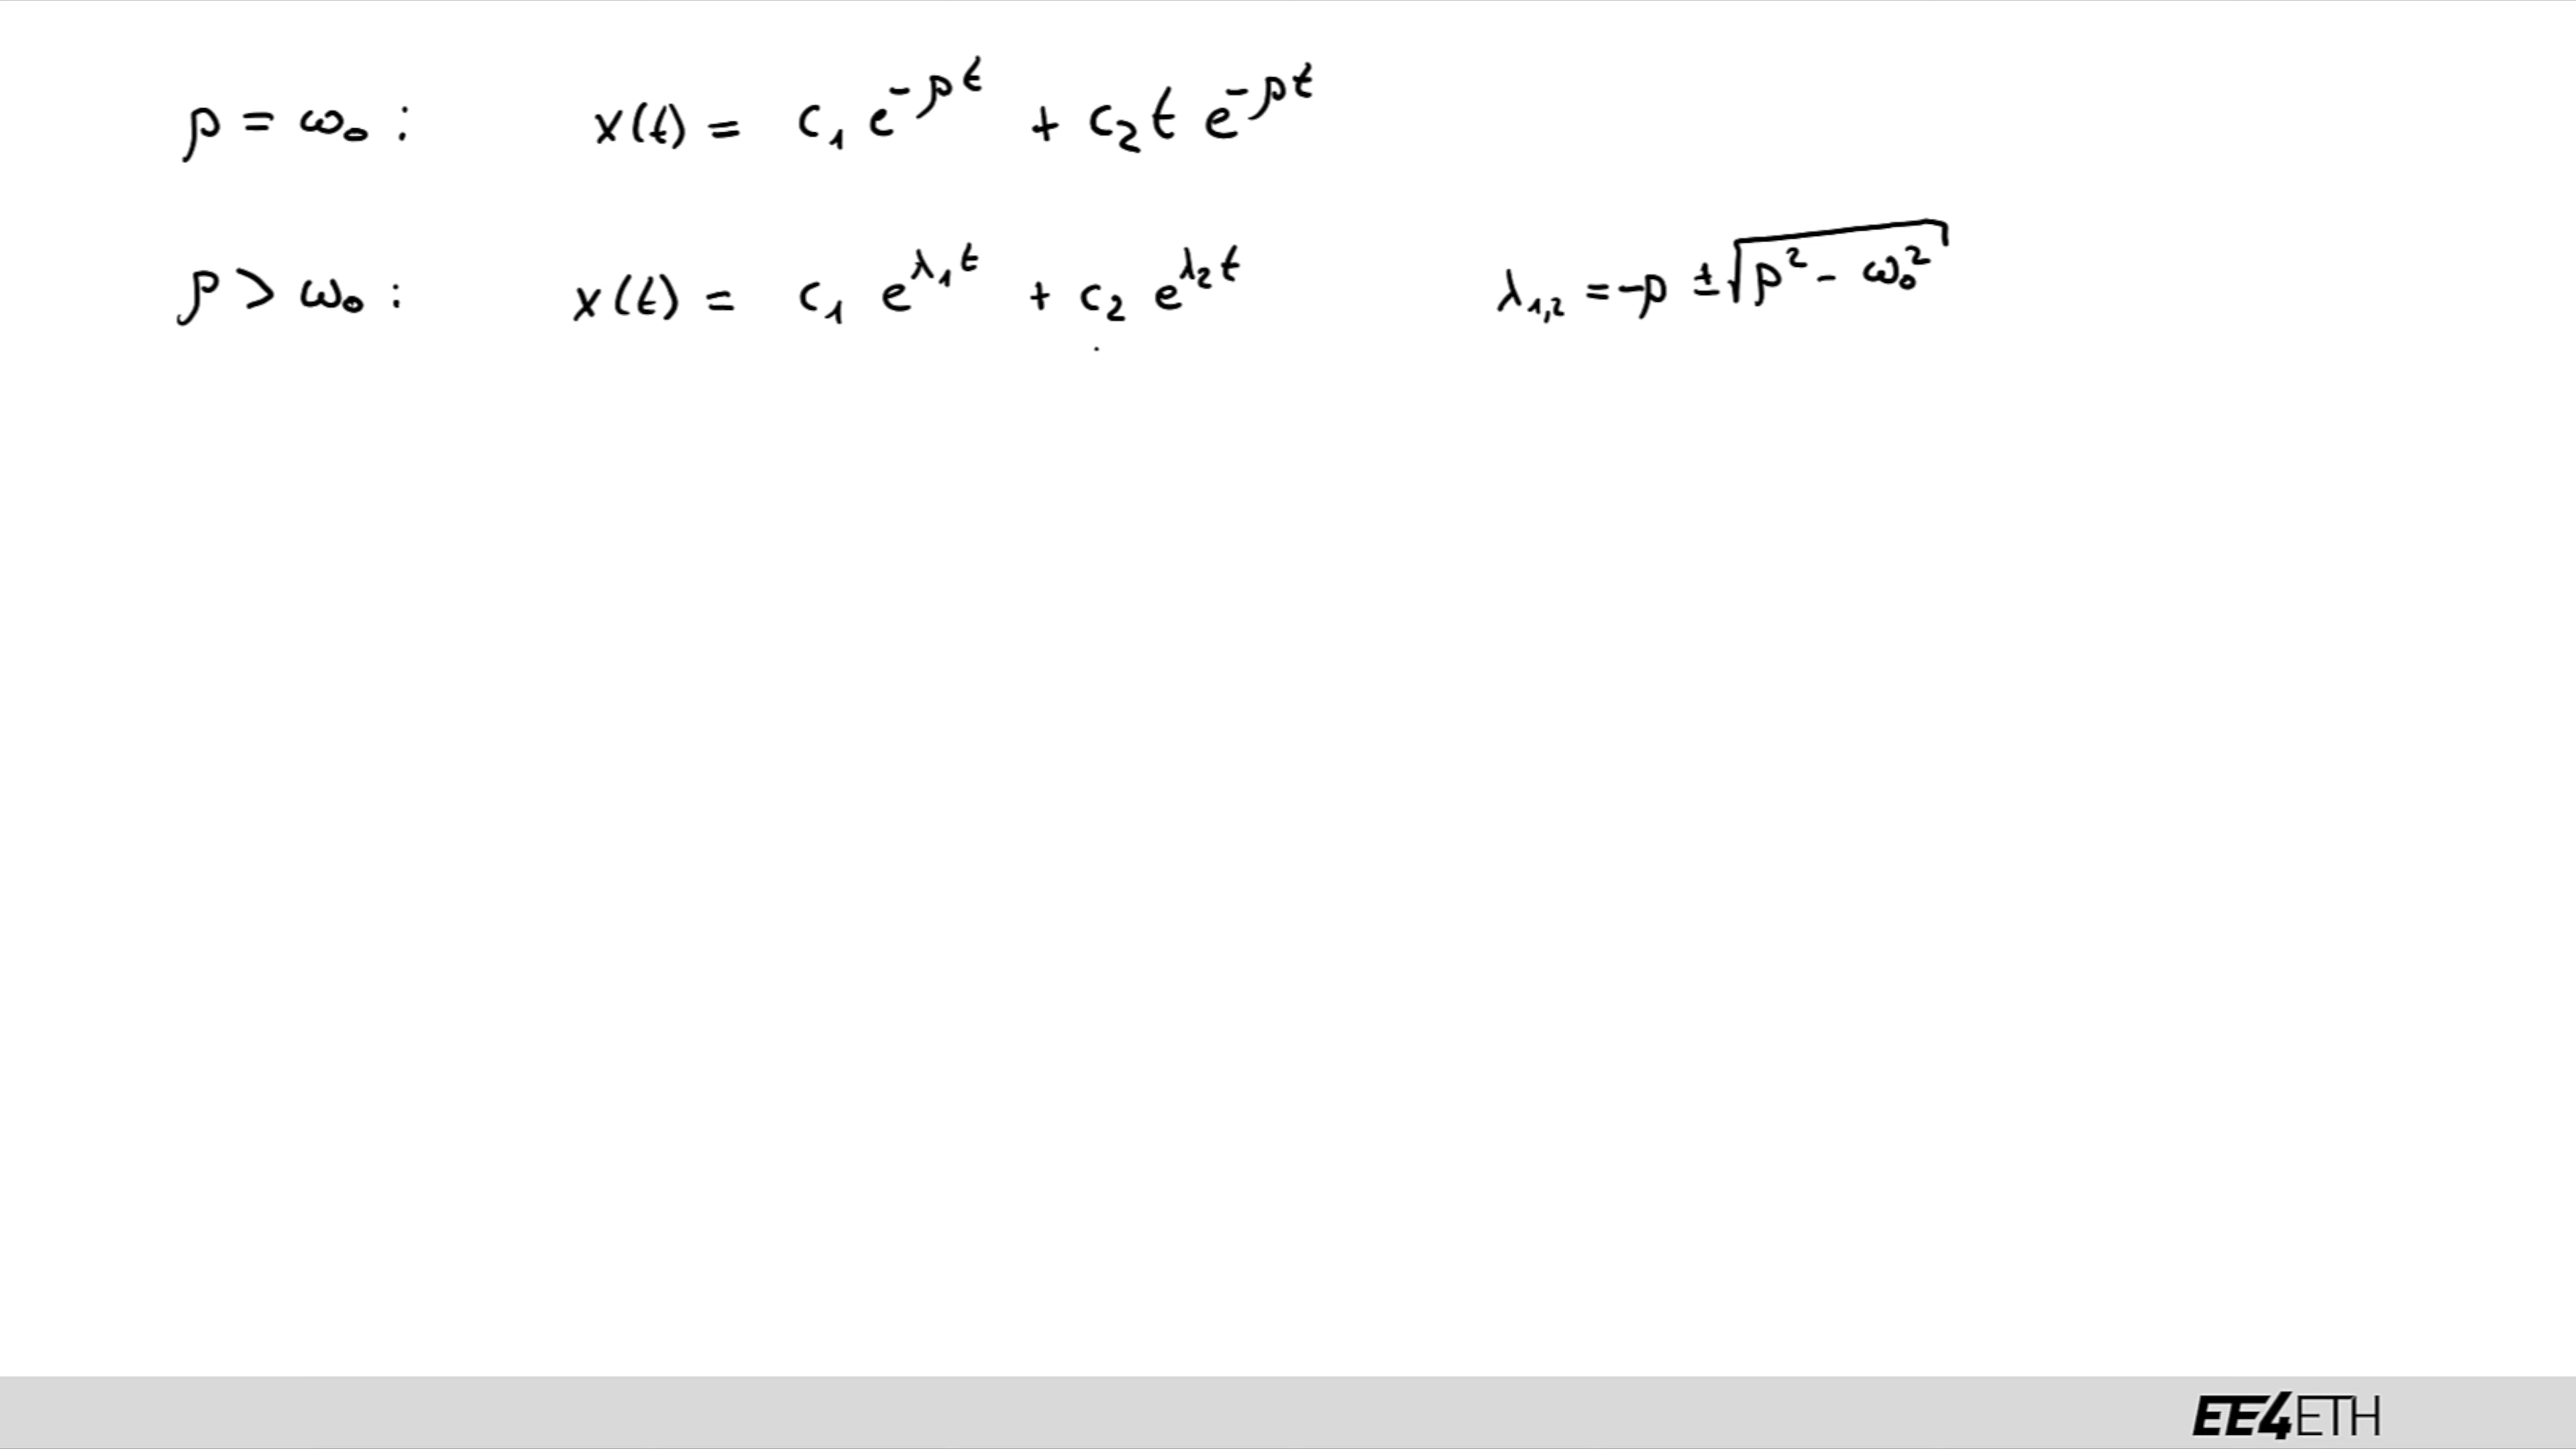 ρ = ω₀ : x(t) = c₁ e^{-ρt} + c₂ t e^{-ρt}
ρ > ω₀ : x(t) = c₁ e^{λ₁t} + c₂ e^{λ₂t} λ₁,₂ = -ρ ± √(ρ² - ω₀²)
EE4ETH